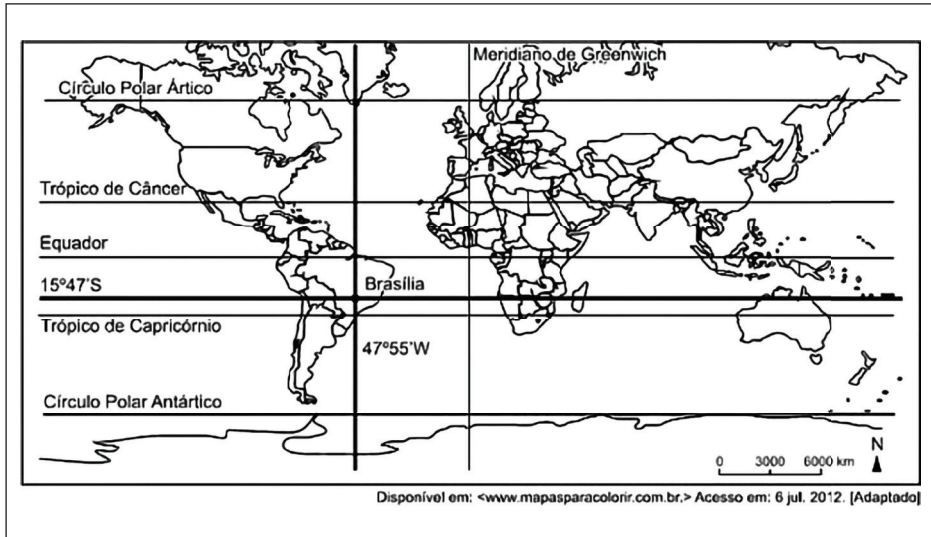 Meridiano de Greenwich
Círculo Polar Ártico
Trópico de Câncer
Equador
15º47'S
Brasília
Trópico de Capricórnio
47º55'W
Círculo Polar Antártico
N
0 3000 6000 km
Disponível em: <www.mapasparacolorir.com.br.> Acesso em: 6 jul. 2012. [Adaptado]